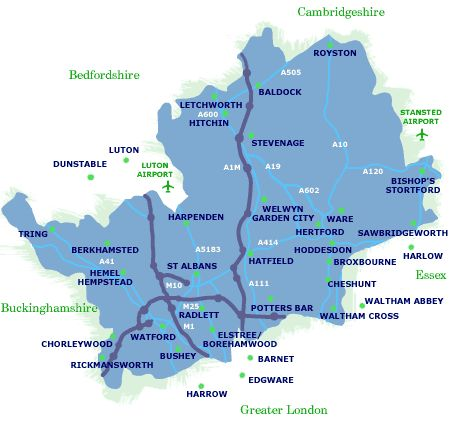 Cambridgeshire
ROYSTON
Bedfordshire
A505
BALDOCK
LETCHWORTH
A600
HITCHIN
STANSTED
AIRPORT
STEVENAGE
A10
LUTON
DUNSTABLE
LUTON
AIRPORT
A1M
A19
A120
BISHOP'S
STORTFORD
A602
WELWYN
GARDEN CITY
WARE
HARPENDEN
HERTFORD
SAWBRIDGEWORTH
TRING
BERKHAMSTED
A5183
A414
HODDESDON
HARLOW
A41
HATFIELD
BROXBOURNE
ST ALBANS
HEMEL
HEMPSTEAD
Essex
M10
A111
CHESHUNT
Buckinghamshire
M25
RADLETT
POTTERS BAR
WALTHAM ABBEY
WALTHAM CROSS
M1
WATFORD
ELSTREE/
BOREHAMWOOD
CHORLEYWOOD
BUSHEY
BARNET
RICKMANSWORTH
EDGWARE
HARROW
Greater London